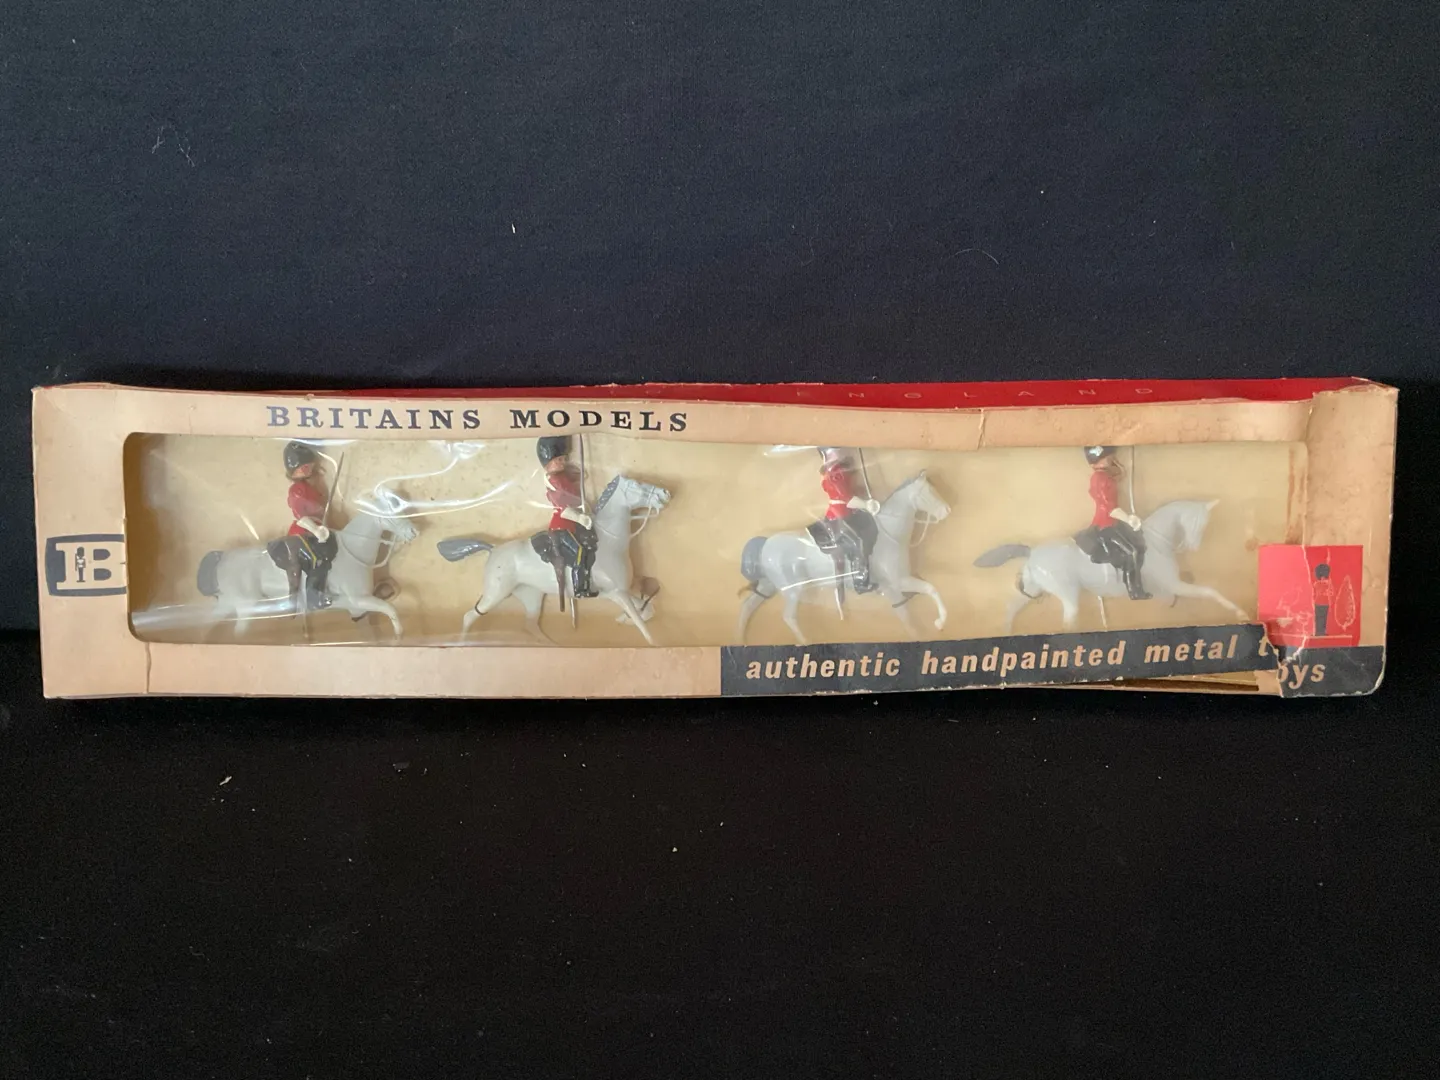 ENGLAND
BRITAINS MODELS
B
authentic handpainted metal t
oys